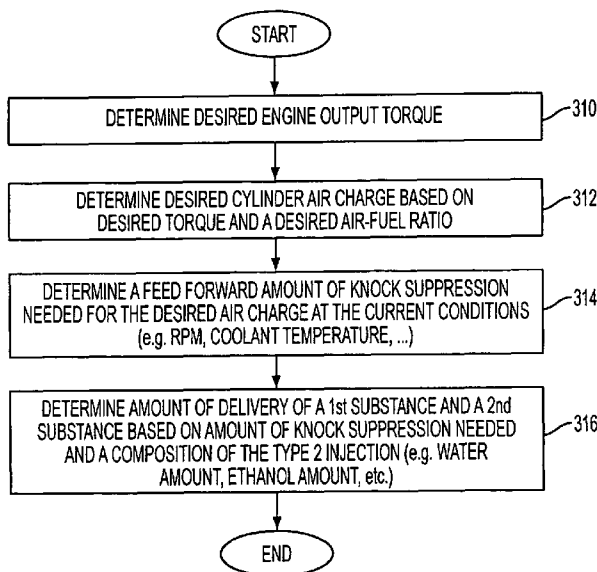 START
DETERMINE DESIRED ENGINE OUTPUT TORQUE
310
DETERMINE DESIRED CYLINDER AIR CHARGE BASED ON
DESIRED TORQUE AND A DESIRED AIR-FUEL RATIO
312
DETERMINE A FEED FORWARD AMOUNT OF KNOCK SUPPRESSION
NEEDED FOR THE DESIRED AIR CHARGE AT THE CURRENT CONDITIONS
(e.g. RPM, COOLANT TEMPERATURE, ...)
314
DETERMINE AMOUNT OF DELIVERY OF A 1st SUBSTANCE AND A 2nd
SUBSTANCE BASED ON AMOUNT OF KNOCK SUPPRESSION NEEDED
AND A COMPOSITION OF THE TYPE 2 INJECTION (e.g. WATER
AMOUNT, ETHANOL AMOUNT, etc.)
316
END